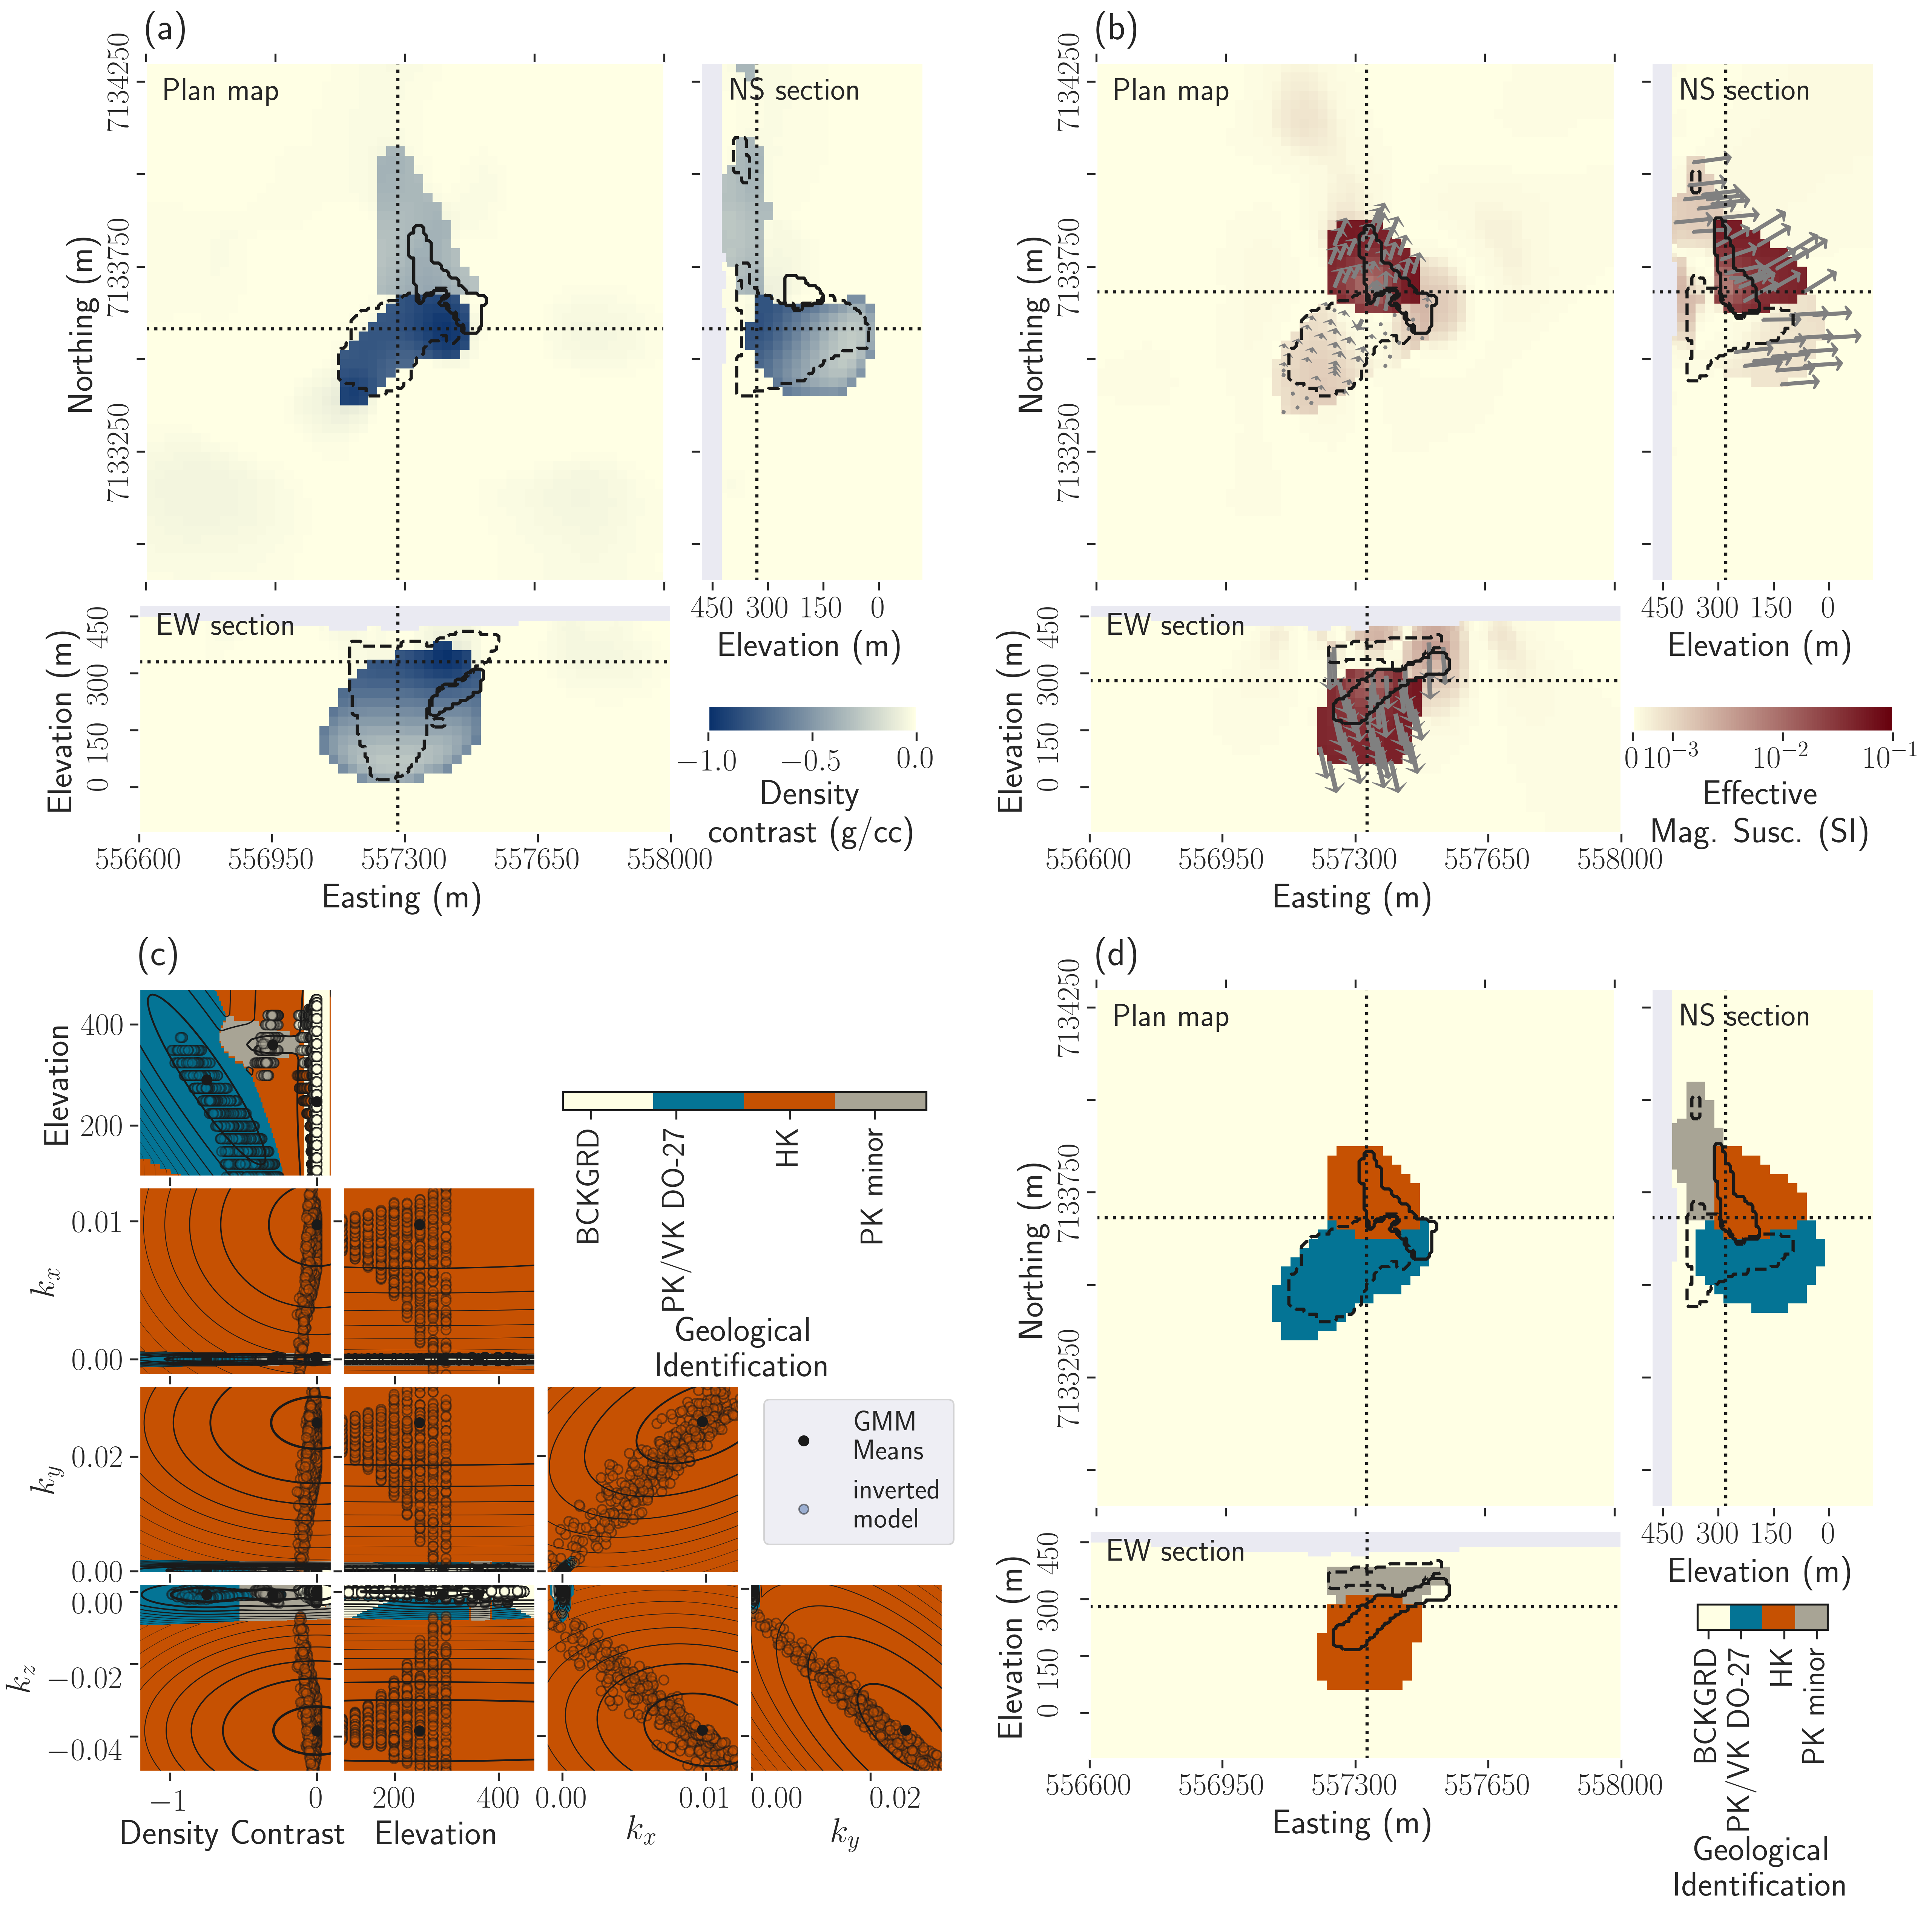 (a)
Plan map
NS section
7134250
7133750
7133250
Northing (m)
450 300 150 0
Elevation (m)
EW section
450
300
150
0
Elevation (m)
556600 556950 557300 557650 558000
Easting (m)
−1.0 −0.5 0.0
Density
contrast (g/cc)
(b)
Plan map
NS section
7134250
7133750
7133250
Northing (m)
450 300 150 0
Elevation (m)
EW section
450
300
150
0
Elevation (m)
556600 556950 557300 557650 558000
Easting (m)
0 10⁻³ 10⁻² 10⁻¹
Effective
Mag. Susc. (SI)
(c)
400
200
Elevation
BCKGRD
PK/VK DO-27
HK
PK minor
Geological
Identification
0.01
0.00
kₓ
0.02
0.00
k_y
GMM
Means
inverted
model
0.00
−0.02
−0.04
k_z
−1 0
Density Contrast
200 400
Elevation
0.00 0.01
kₓ
0.00 0.02
k_y
(d)
Plan map
NS section
7134250
7133750
7133250
Northing (m)
450 300 150 0
Elevation (m)
EW section
450
300
150
0
Elevation (m)
556600 556950 557300 557650 558000
Easting (m)
BCKGRD
PK/VK DO-27
HK
PK minor
Geological
Identification